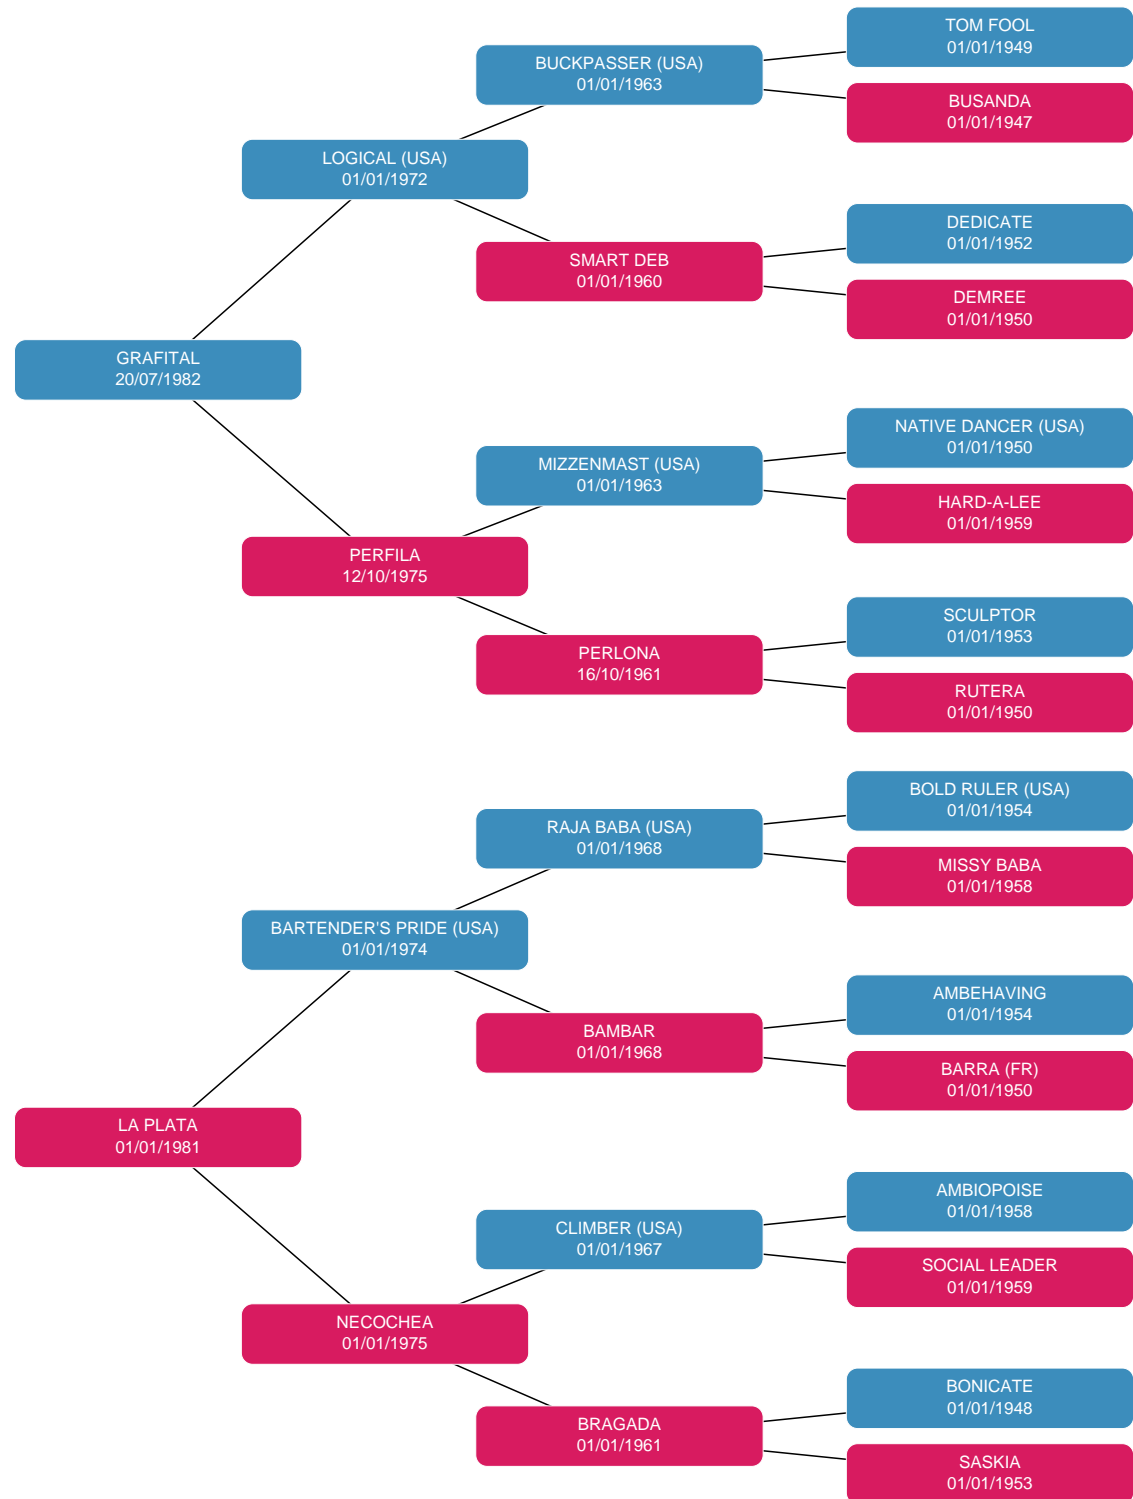 TOM FOOL
01/01/1949
BUCKPASSER (USA)
01/01/1963
BUSANDA
01/01/1947
LOGICAL (USA)
01/01/1972
DEDICATE
01/01/1952
SMART DEB
01/01/1960
DEMREE
01/01/1950
GRAFITAL
20/07/1982
NATIVE DANCER (USA)
01/01/1950
MIZZENMAST (USA)
01/01/1963
HARD-A-LEE
01/01/1959
PERFILA
12/10/1975
SCULPTOR
01/01/1953
PERLONA
16/10/1961
RUTERA
01/01/1950
BOLD RULER (USA)
01/01/1954
RAJA BABA (USA)
01/01/1968
MISSY BABA
01/01/1958
BARTENDER'S PRIDE (USA)
01/01/1974
AMBEHAVING
01/01/1954
BAMBAR
01/01/1968
BARRA (FR)
01/01/1950
LA PLATA
01/01/1981
AMBIOPOISE
01/01/1958
CLIMBER (USA)
01/01/1967
SOCIAL LEADER
01/01/1959
NECOCHEA
01/01/1975
BONICATE
01/01/1948
BRAGADA
01/01/1961
SASKIA
01/01/1953